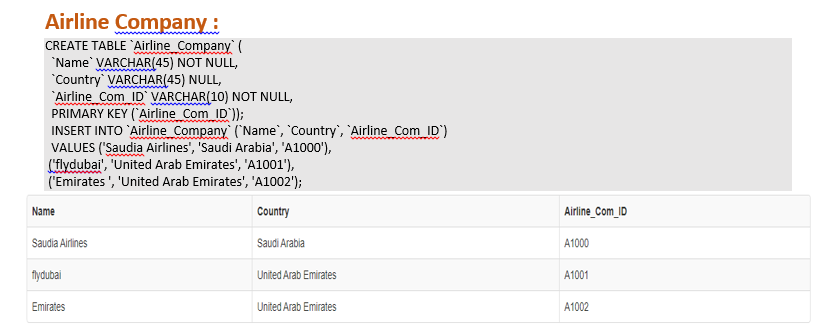 Airline Company :
CREATE TABLE `Airline_Company` (
`Name` VARCHAR(45) NOT NULL,
`Country` VARCHAR(45) NULL,
`Airline_Com_ID` VARCHAR(10) NOT NULL,
PRIMARY KEY (`Airline_Com_ID`));
INSERT INTO `Airline_Company` (`Name`, `Country`, `Airline_Com_ID`)
VALUES ('Saudia Airlines', 'Saudi Arabia', 'A1000'),
('flydubai', 'United Arab Emirates', 'A1001'),
('Emirates ', 'United Arab Emirates', 'A1002');
Name Country Airline_Com_ID
Saudia Airlines Saudi Arabia A1000
flydubai United Arab Emirates A1001
Emirates United Arab Emirates A1002